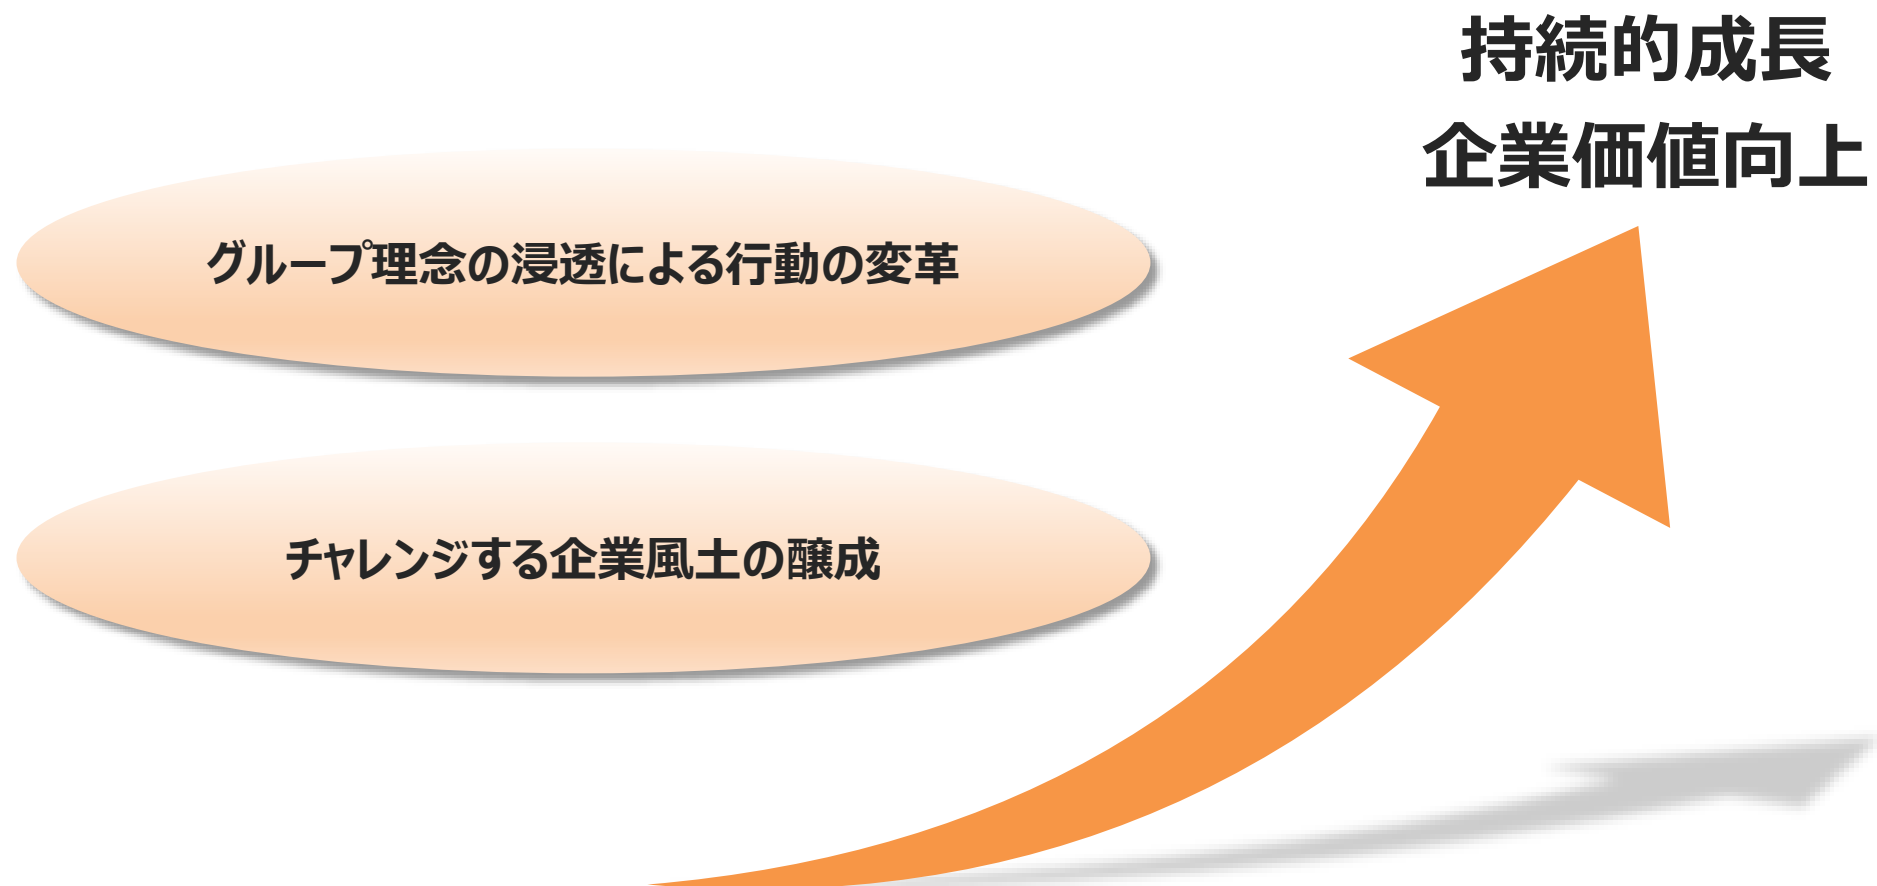 持続的成長
企業価値向上
グループ理念の浸透による行動の変革
チャレンジする企業風土の醸成